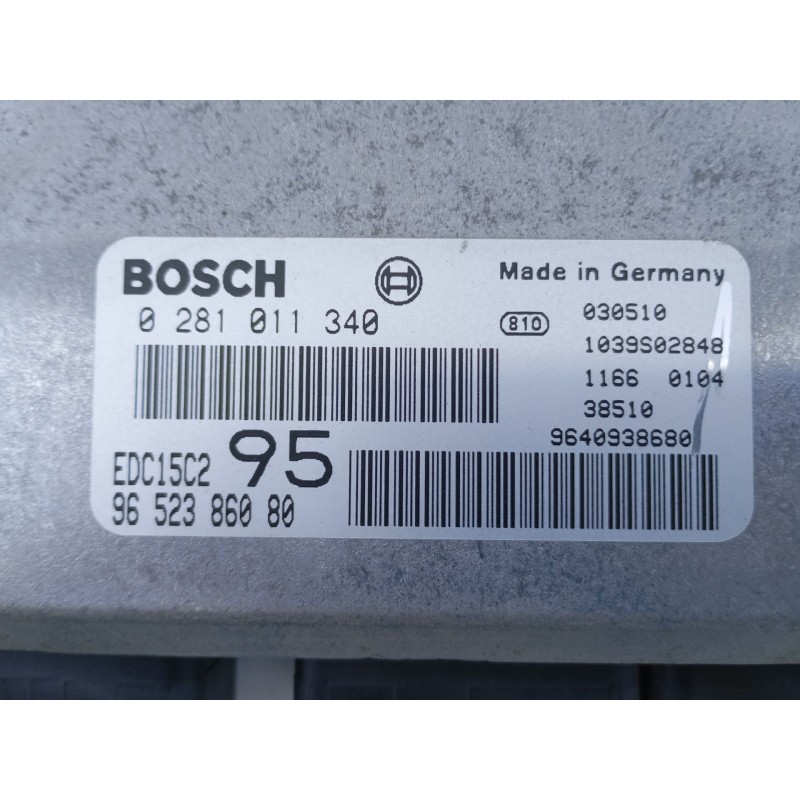 BOSCH
Made in Germany
0 281 011 340
810
030510
1039S02848
1166 0104
38510
9640938680
EDC15C2 95
96 523 860 80